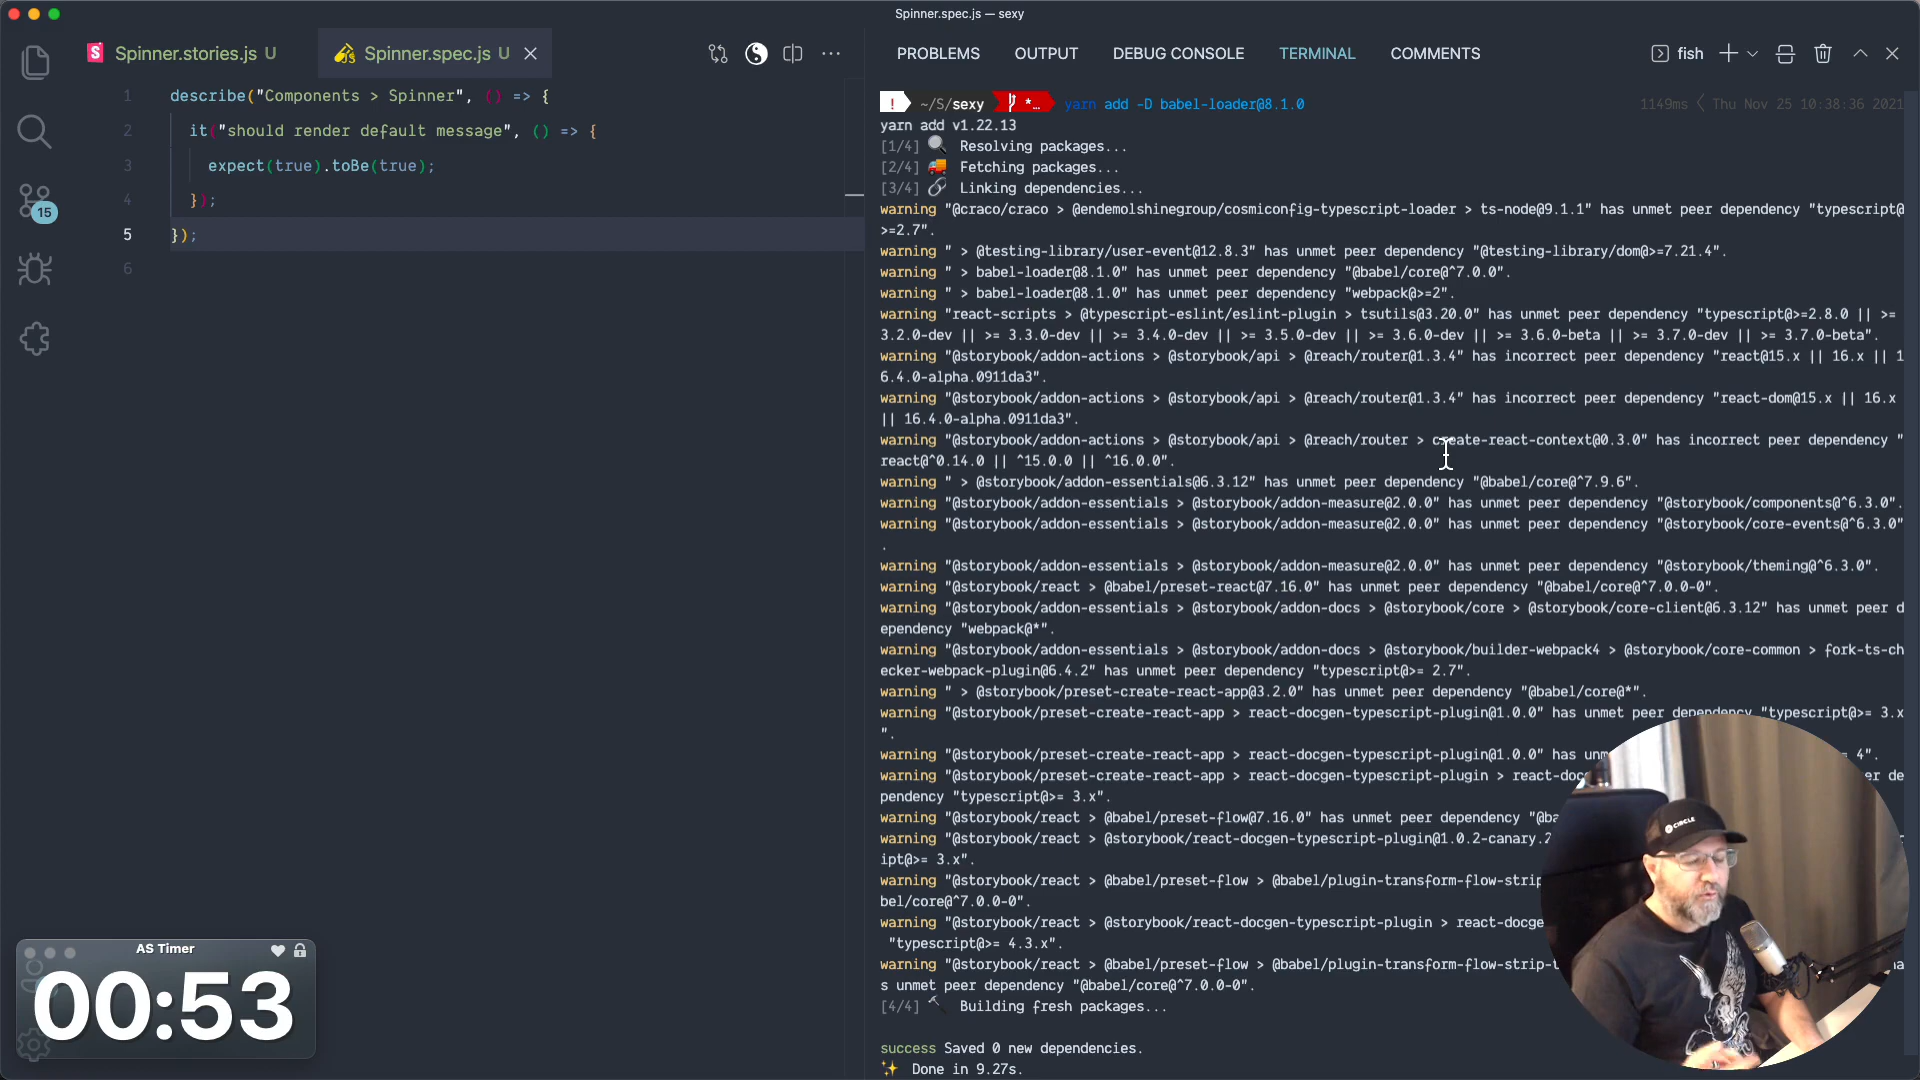 Spinner.spec.js — sexy
Spinner.stories.js U
Spinner.spec.js U
PROBLEMS OUTPUT DEBUG CONSOLE TERMINAL COMMENTS
fish
15
1 describe("Components > Spinner", () => {
2 it("should render default message", () => {
3 expect(true).toBe(true);
4 });
5 });
6
! ~/S/sexy *… yarn add -D babel-loader@8.1.0 1149ms Thu Nov 25 10:38:36 2021
yarn add v1.22.13
[1/4] Resolving packages...
[2/4] Fetching packages...
[3/4] Linking dependencies...
warning "@craco/craco > @endemolshinegroup/cosmiconfig-typescript-loader > ts-node@9.1.1" has unmet peer dependency "typescript@
>=2.7".
warning " > @testing-library/user-event@12.8.3" has unmet peer dependency "@testing-library/dom@>=7.21.4".
warning " > babel-loader@8.1.0" has unmet peer dependency "@babel/core@^7.0.0".
warning " > babel-loader@8.1.0" has unmet peer dependency "webpack@>=2".
warning "react-scripts > @typescript-eslint/eslint-plugin > tsutils@3.20.0" has unmet peer dependency "typescript@>=2.8.0 || >=
3.2.0-dev || >= 3.3.0-dev || >= 3.4.0-dev || >= 3.5.0-dev || >= 3.6.0-dev || >= 3.6.0-beta || >= 3.7.0-dev || >= 3.7.0-beta".
warning "@storybook/addon-actions > @storybook/api > @reach/router@1.3.4" has incorrect peer dependency "react@15.x || 16.x || 1
6.4.0-alpha.0911da3".
warning "@storybook/addon-actions > @storybook/api > @reach/router@1.3.4" has incorrect peer dependency "react-dom@15.x || 16.x
|| 16.4.0-alpha.0911da3".
warning "@storybook/addon-actions > @storybook/api > @reach/router > create-react-context@0.3.0" has incorrect peer dependency "
react@^0.14.0 || ^15.0.0 || ^16.0.0".
warning " > @storybook/addon-essentials@6.3.12" has unmet peer dependency "@babel/core@^7.9.6".
warning "@storybook/addon-essentials > @storybook/addon-measure@2.0.0" has unmet peer dependency "@storybook/components@^6.3.0".
warning "@storybook/addon-essentials > @storybook/addon-measure@2.0.0" has unmet peer dependency "@storybook/core-events@^6.3.0"
.
warning "@storybook/addon-essentials > @storybook/addon-measure@2.0.0" has unmet peer dependency "@storybook/theming@^6.3.0".
warning "@storybook/react > @babel/preset-react@7.16.0" has unmet peer dependency "@babel/core@^7.0.0-0".
warning "@storybook/addon-essentials > @storybook/addon-docs > @storybook/core > @storybook/core-client@6.3.12" has unmet peer d
ependency "webpack@*".
warning "@storybook/addon-essentials > @storybook/addon-docs > @storybook/builder-webpack4 > @storybook/core-common > fork-ts-ch
ecker-webpack-plugin@6.4.2" has unmet peer dependency "typescript@>= 2.7".
warning " > @storybook/preset-create-react-app@3.2.0" has unmet peer dependency "@babel/core@*".
warning "@storybook/preset-create-react-app > react-docgen-typescript-plugin@1.0.0" has unmet peer dependency "typescript@>= 3.x
".
warning "@storybook/preset-create-react-app > react-docgen-typescript-plugin@1.0.0" has unm 4".
warning "@storybook/preset-create-react-app > react-docgen-typescript-plugin > react-doc er de
pendency "typescript@>= 3.x".
warning "@storybook/react > @babel/preset-flow@7.16.0" has unmet peer dependency "@ba
warning "@storybook/react > @storybook/react-docgen-typescript-plugin@1.0.2-canary.2
ipt@>= 3.x".
warning "@storybook/react > @babel/preset-flow > @babel/plugin-transform-flow-strip
bel/core@^7.0.0-0".
warning "@storybook/react > @storybook/react-docgen-typescript-plugin > react-docge
"typescript@>= 4.3.x".
warning "@storybook/react > @babel/preset-flow > @babel/plugin-transform-flow-strip-t ha
s unmet peer dependency "@babel/core@^7.0.0-0".
[4/4] Building fresh packages...
success Saved 0 new dependencies.
Done in 9.27s.
AS Timer
00:53
CIRCLE